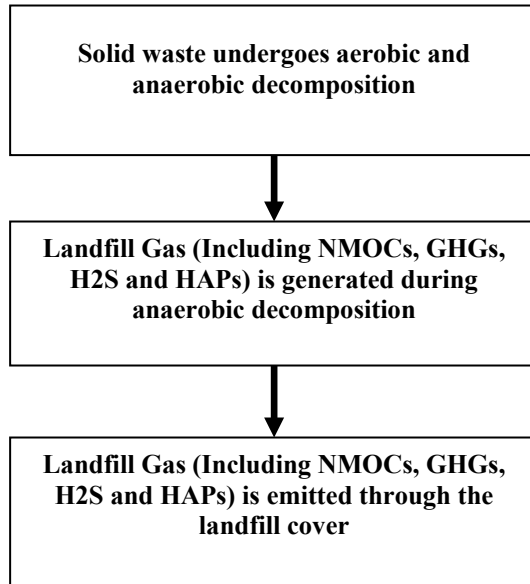 Solid waste undergoes aerobic and
anaerobic decomposition
Landfill Gas (Including NMOCs, GHGs,
H2S and HAPs) is generated during
anaerobic decomposition
Landfill Gas (Including NMOCs, GHGs,
H2S and HAPs) is emitted through the
landfill cover